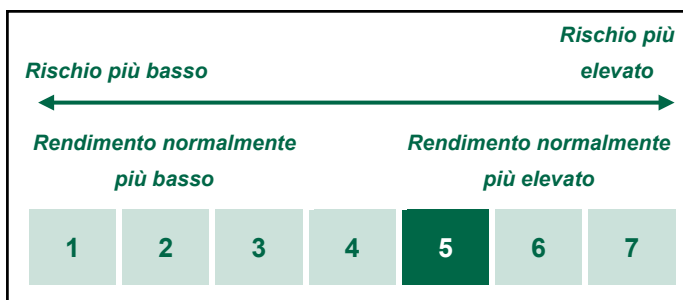 Rischio più
Rischio più basso elevato
Rendimento normalmente Rendimento normalmente
più basso più elevato
1 2 3 4 5 6 7